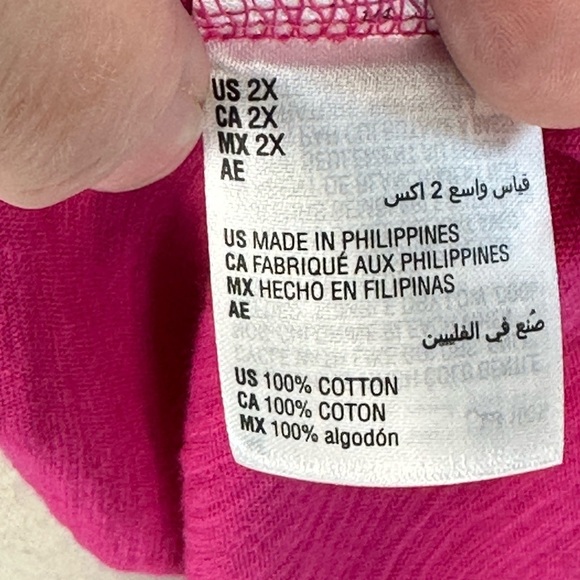 US 2X
CA 2X
MX 2X
AE
قياس واسع 2 اكس
US MADE IN PHILIPPINES
CA FABRIQUÉ AUX PHILIPPINES
MX HECHO EN FILIPINAS
AE
صُنع في الفلبين
US 100% COTTON
CA 100% COTON
MX 100% algodón